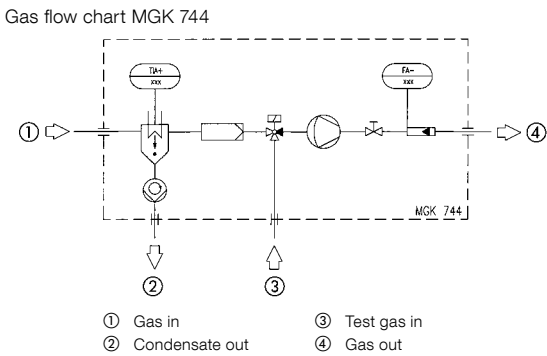 Gas flow chart MGK 744
TIA+
xxx
FA-
xxx
①
④
MGK 744
②
③
① Gas in
③ Test gas in
② Condensate out
④ Gas out